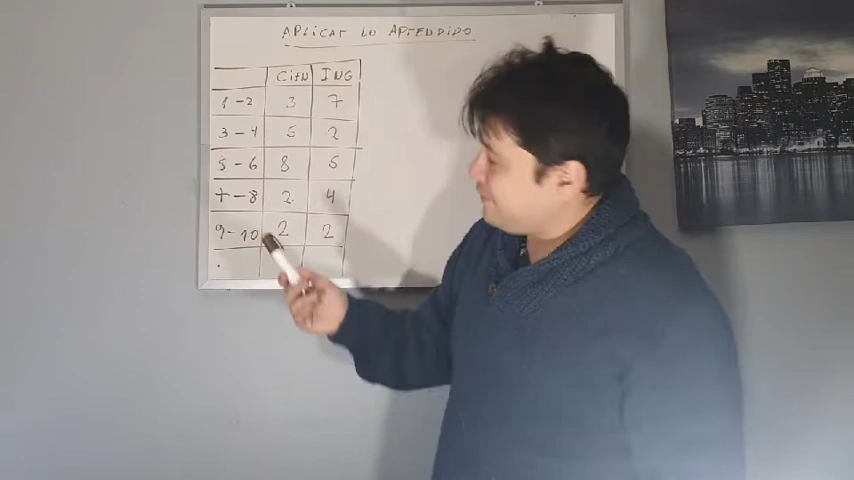 Aplicar lo Aprendido
Citn ING
1-2 3 7
3-4 5 2
5-6 8 5
7-8 2 4
9-10 2 2